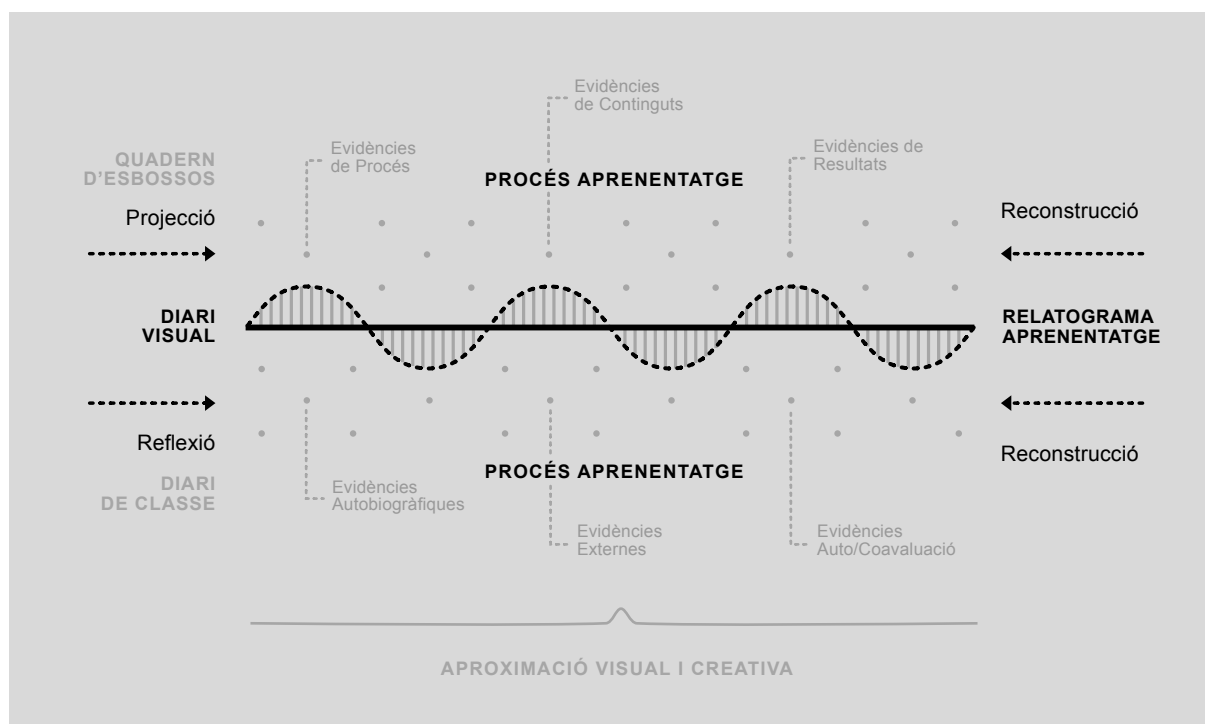 Evidències
de Continguts
Evidències
de Procés
Evidències de
Resultats
QUADERN
D'ESBOSSOS
PROCÉS APRENENTATGE
Projecció
Reconstrucció
DIARI
VISUAL
RELATOGRAMA
APRENENTATGE
Reflexió
Reconstrucció
PROCÉS APRENENTATGE
DIARI
DE CLASSE
Evidències
Autobiogràfiques
Evidències
Externes
Evidències
Auto/Coavaluació
APROXIMACIÓ VISUAL I CREATIVA